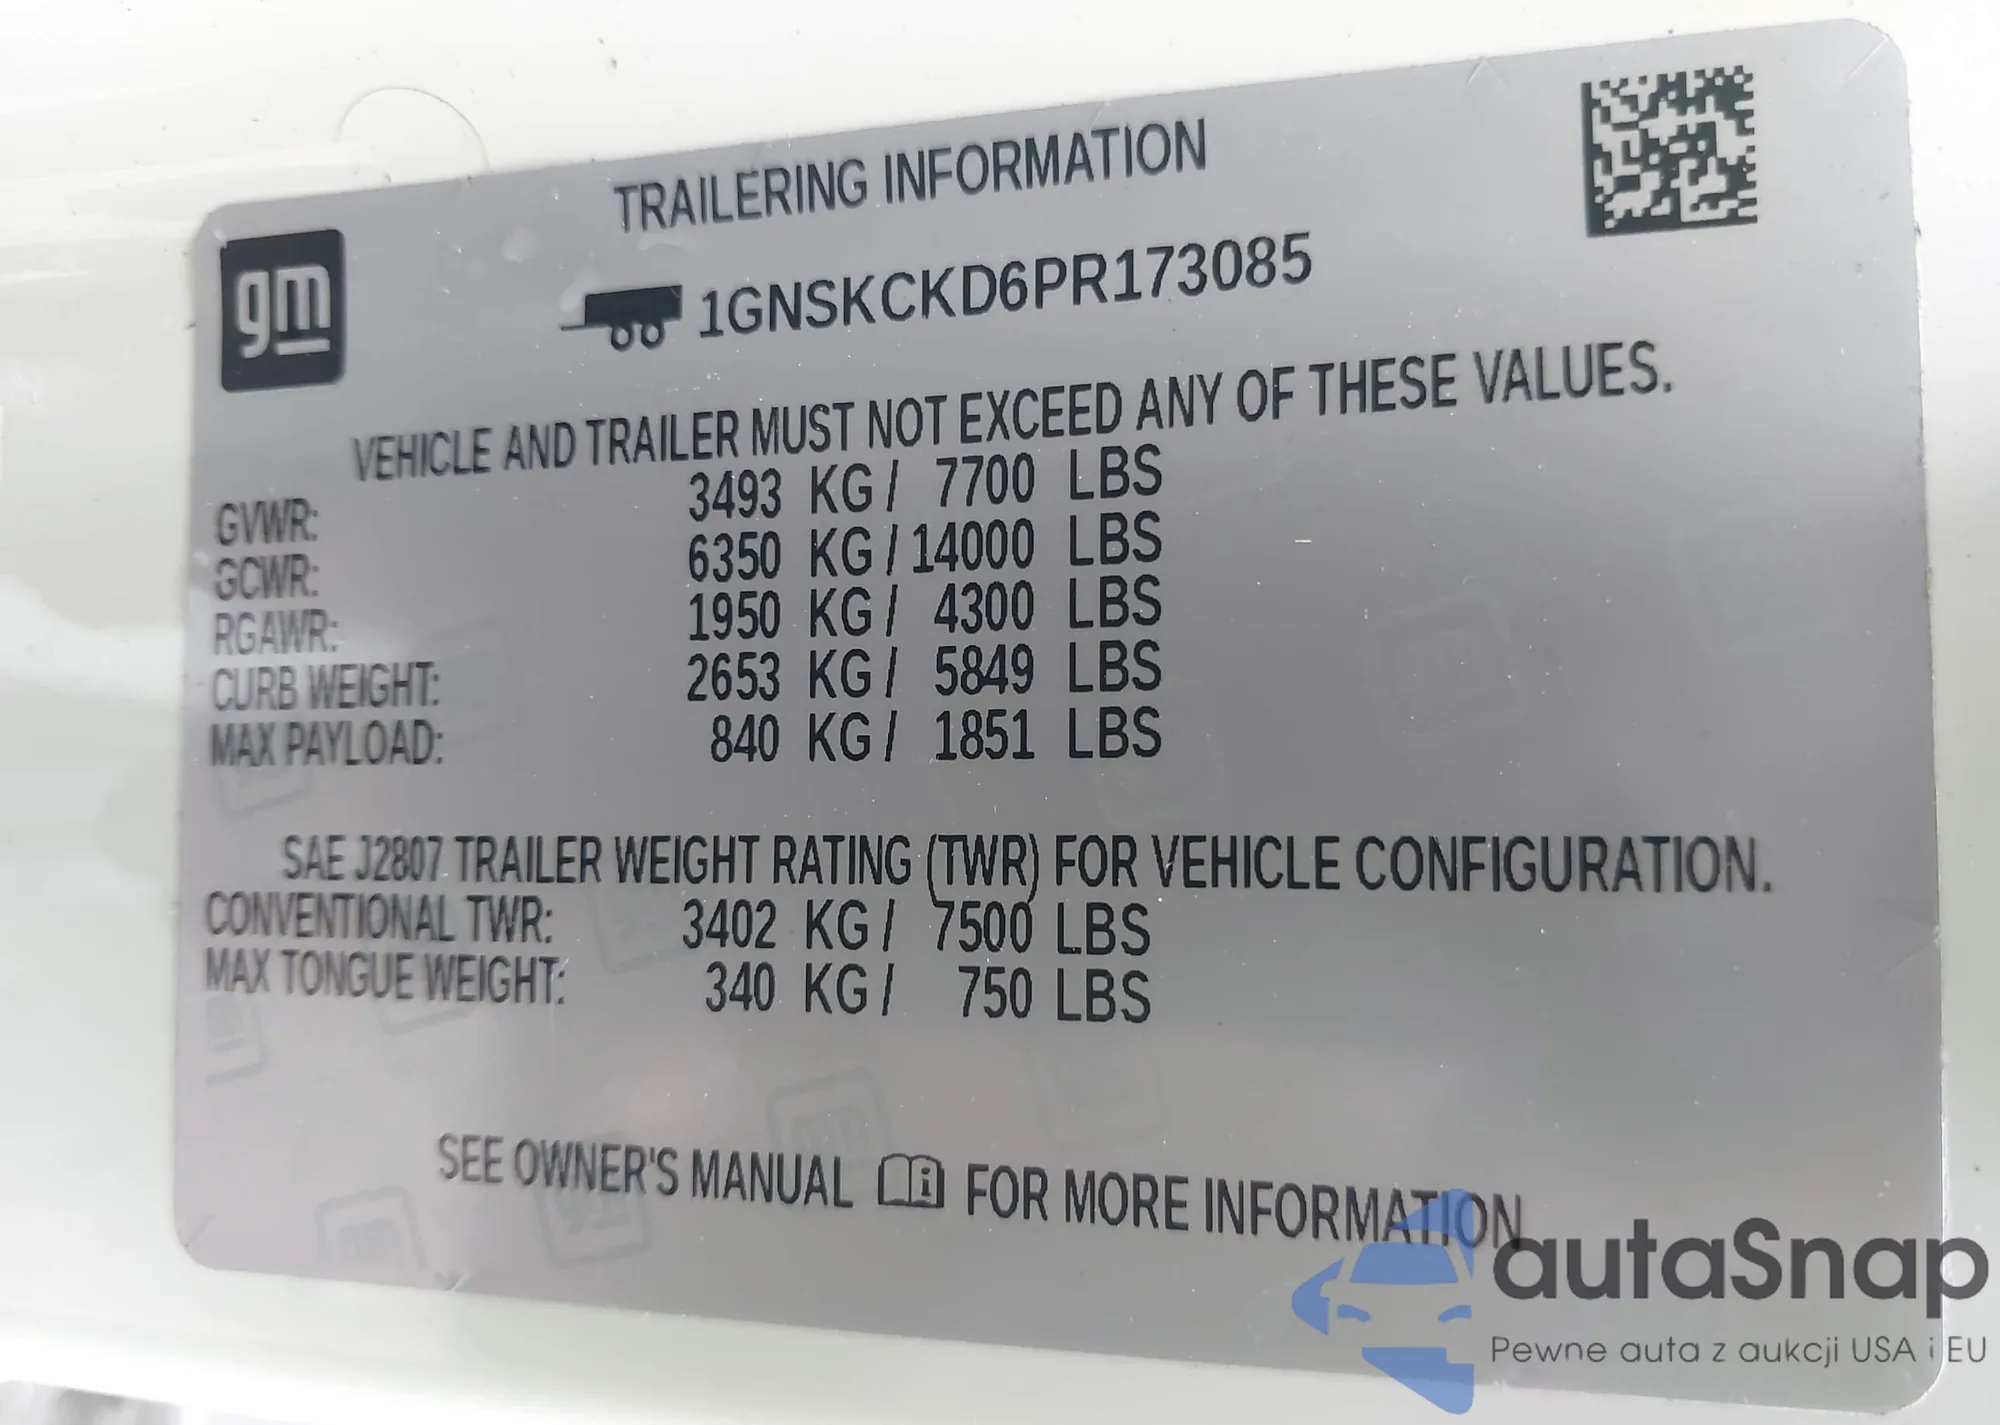 TRAILERING INFORMATION
gm
1GNSKCKD6PR173085
VEHICLE AND TRAILER MUST NOT EXCEED ANY OF THESE VALUES.
GVWR: 3493 KG / 7700 LBS
GCWR: 6350 KG / 14000 LBS
RGAWR: 1950 KG / 4300 LBS
CURB WEIGHT: 2653 KG / 5849 LBS
MAX PAYLOAD: 840 KG / 1851 LBS
SAE J2807 TRAILER WEIGHT RATING (TWR) FOR VEHICLE CONFIGURATION.
CONVENTIONAL TWR: 3402 KG / 7500 LBS
MAX TONGUE WEIGHT: 340 KG / 750 LBS
SEE OWNER'S MANUAL FOR MORE INFORMATION
autaSnap
Pewne auta z aukcji USA i EU